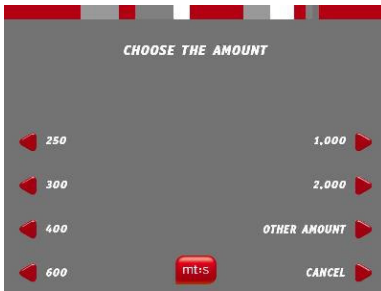 CHOOSE THE AMOUNT
250
1,000
300
2,000
400
OTHER AMOUNT
600
mt:s
CANCEL